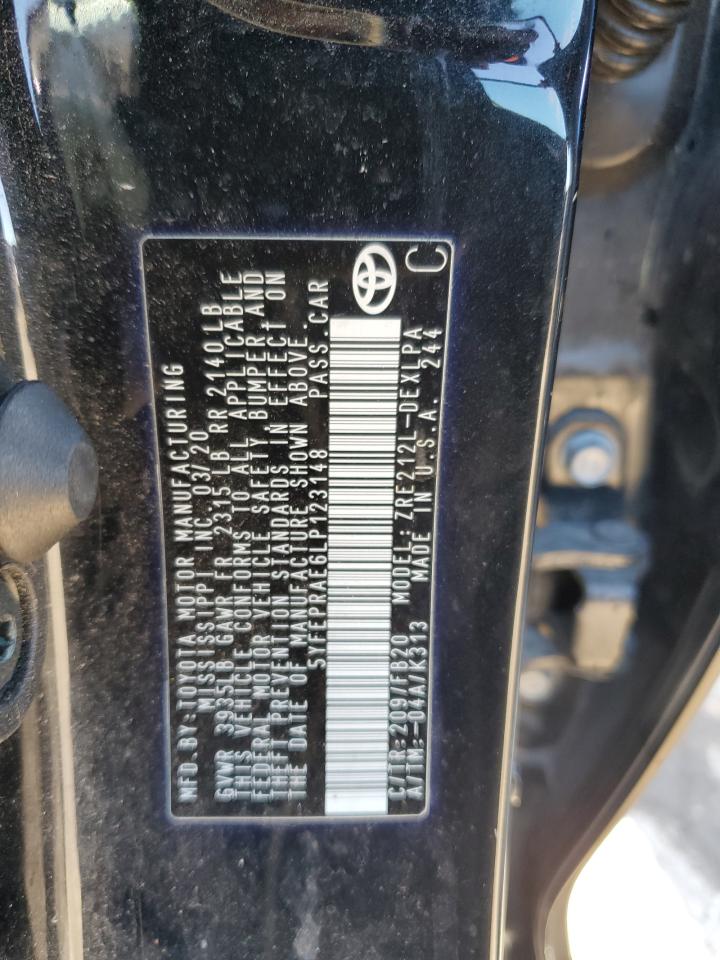 MFD.BY:TOYOTA MOTOR MANUFACTURING
MISSISSIPPI INC 03/20
GVWR 3935LB GAWR FR 2315LB RR 2140LB
THIS VEHICLE CONFORMS TO ALL APPLICABLE
FEDERAL MOTOR VEHICLE SAFETY BUMPER AND
THEFT PREVENTION STANDARDS IN EFFECT ON
THE DATE OF MANUFACTURE SHOWN ABOVE.
5YFEPRAE6LP123148 PASS.CAR
C/TR:209/FB20 MODEL:ZRE212L-DEXLPA
A/TM:-04A/K313 MADE IN U.S.A. 244
C